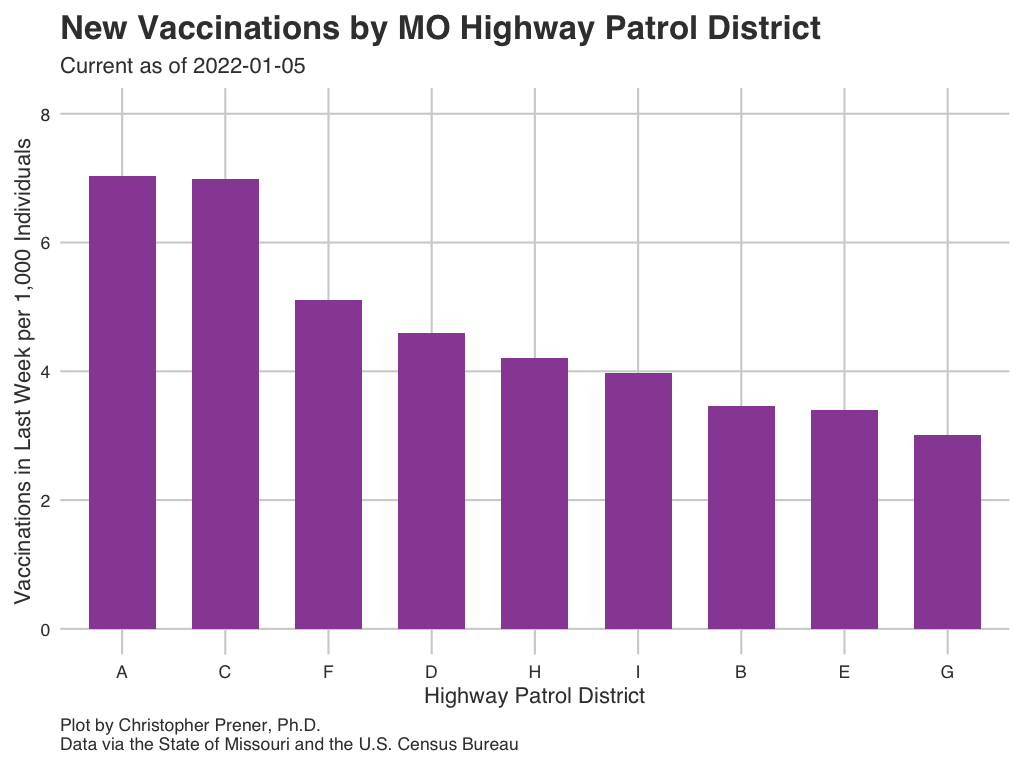 New Vaccinations by MO Highway Patrol District
Current as of 2022-01-05
Vaccinations in Last Week per 1,000 Individuals
8
6
4
2
0
A C F D H I B E G
Highway Patrol District
Plot by Christopher Prener, Ph.D.
Data via the State of Missouri and the U.S. Census Bureau